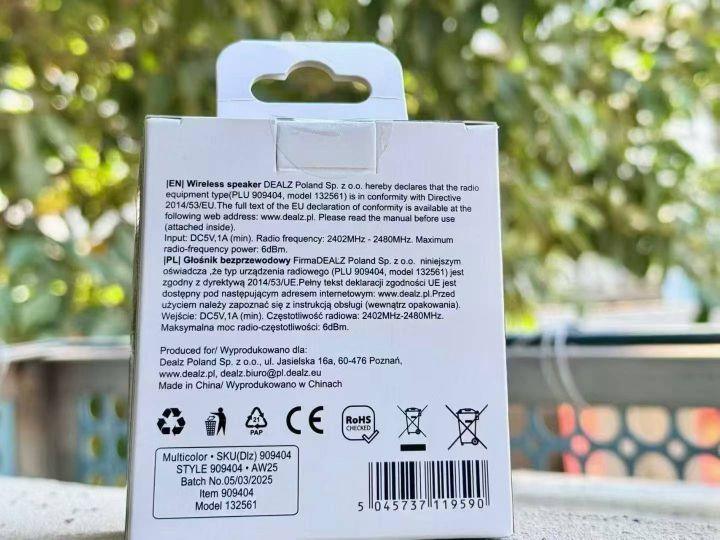 |EN| Wireless speaker DEALZ Poland Sp. z o.o. hereby declares that the radio
equipment type(PLU 909404, model 132561) is in conformity with Directive
2014/53/EU.The full text of the EU declaration of conformity is available at the
following web address: www.dealz.pl. Please read the manual before use
(attached inside).
Input: DC5V,1A (min). Radio frequency: 2402MHz - 2480MHz. Maximum
radio-frequency power: 6dBm.
|PL| Głośnik bezprzewodowy FirmaDEALZ Poland Sp. z o.o. niniejszym
oświadcza ,że typ urządzenia radiowego (PLU 909404, model 132561) jest
zgodny z dyrektywą 2014/53/UE.Pełny tekst deklaracji zgodności UE jest
dostępny pod następującym adresem internetowym: www.dealz.pl.Przed
użyciem należy zapoznać się z instrukcją obsługi (wewnątrz opakowania).
Wejście: DC5V,1A (min). Częstotliwość radiowa: 2402MHZ-2480MHZ.
Maksymalna moc radio-częstotliwości: 6dBm.
Produced for/ Wyprodukowano dla:
Dealz Poland Sp. z o.o., ul. Jasielska 16a, 60-476 Poznań,
www.dealz.pl, dealz.biuro@pl.dealz.eu
Made in China/ Wyprodukowano w Chinach
21
PAP
CE
RoHS
CHECKED
Multicolor • SKU(Dlz) 909404
STYLE 909404 • AW25
Batch No.05/03/2025
Item 909404
Model 132561
5 045737 119590